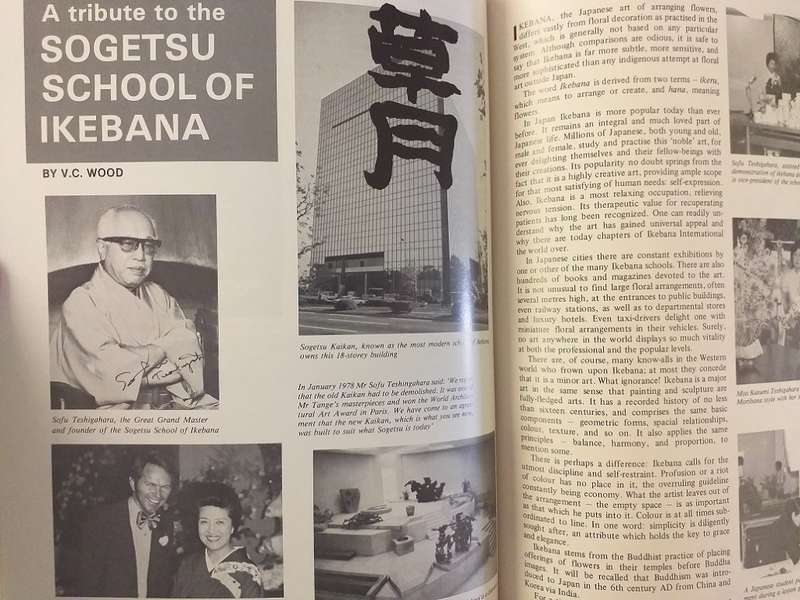 A tribute to the
SOGETSU
SCHOOL OF
IKEBANA
BY V.C. WOOD
Sofu Teshigahara, the Great Grand Master
and founder of the Sogetsu School of Ikebana
草月
Sogetsu Kaikan, known as the most modern
owns this 18-storey building
In January 1978 Mr Sofu Teshingahara said: 'We
that the old Kaikan had to be demolished. It was
Mr Tange's masterpieces and won the World
tural Art Award in Paris. We have come to an
ment that the new Kaikan, which is what you see now,
was built to suit what Sogetsu is today'
IKEBANA, the Japanese art of arranging flowers,
differs vastly from floral decoration as practised in the
West, which is generally not based on any particular
system. Although comparisons are odious, it is safe to
say that Ikebana is far more subtle, more sensitive, and
more sophisticated than any indigenous attempt at floral
art outside Japan.
The word Ikebana is derived from two terms – ikeru,
which means to arrange or create, and hana, meaning
flowers.
In Japan Ikebana is more popular today than ever
before. It remains an integral and much loved part of
Japanese life. Millions of Japanese, both young and old,
male and female, study and practise this 'noble' art, for
ever delighting themselves and their fellow-beings with
their creations. Its popularity no doubt springs from the
fact that it is a highly creative art, providing ample scope
for that most satisfying of human needs: self-expression.
Also, Ikebana is a most relaxing occupation, relieving
nervous tension. Its therapeutic value for recuperating
patients has long been recognized. One can readily un-
derstand why the art has gained universal appeal and
why there are today chapters of Ikebana International
the world over.
In Japanese cities there are constant exhibitions by
one or other of the many Ikebana schools. There are also
hundreds of books and magazines devoted to the art.
It is not unusual to find large floral arrangements, often
several metres high, at the entrances to public buildings,
even railway stations, as well as to departmental stores
and luxury hotels. Even taxi-drivers delight one with
miniature floral arrangements in their vehicles. Surely,
no art anywhere in the world displays so much vitality
at both the professional and the popular levels.
There are, of course, many know-alls in the Western
world who frown upon Ikebana; at most they concede
that it is a minor art. What ignorance! Ikebana is a major
art in the same sense that painting and sculpture are
fully-fledged arts. It has a recorded history of no less
than sixteen centuries, and comprises the same basic
components – geometric forms, spacial relationships,
colour, texture, and so on. It also applies the same
principles – balance, harmony, and proportion, to
mention some.
There is perhaps a difference: Ikebana calls for the
utmost discipline and self-restraint. Profusion or a riot
of colour has no place in it, the overruling guideline
constantly being economy. What the artist leaves out of
the arrangement – the empty space – is as important
as that which he puts into it. Colour is at all times sub-
ordinated to line. In one word: simplicity is diligently
sought after, an attribute which holds the key to grace
and elegance.
Ikebana stems from the Buddhist practice of placing
offerings of flowers in their temples before Buddha
images. It will be recalled that Buddhism was intro-
duced to Japan in the 6th century AD from China and
Korea via India.
Sofu Teshigahara,
demonstration of Ikebana
is vice-president of the
Miss Kasumi Teshigahara
Moribana style with her
A Japanese student
ment during a lesson